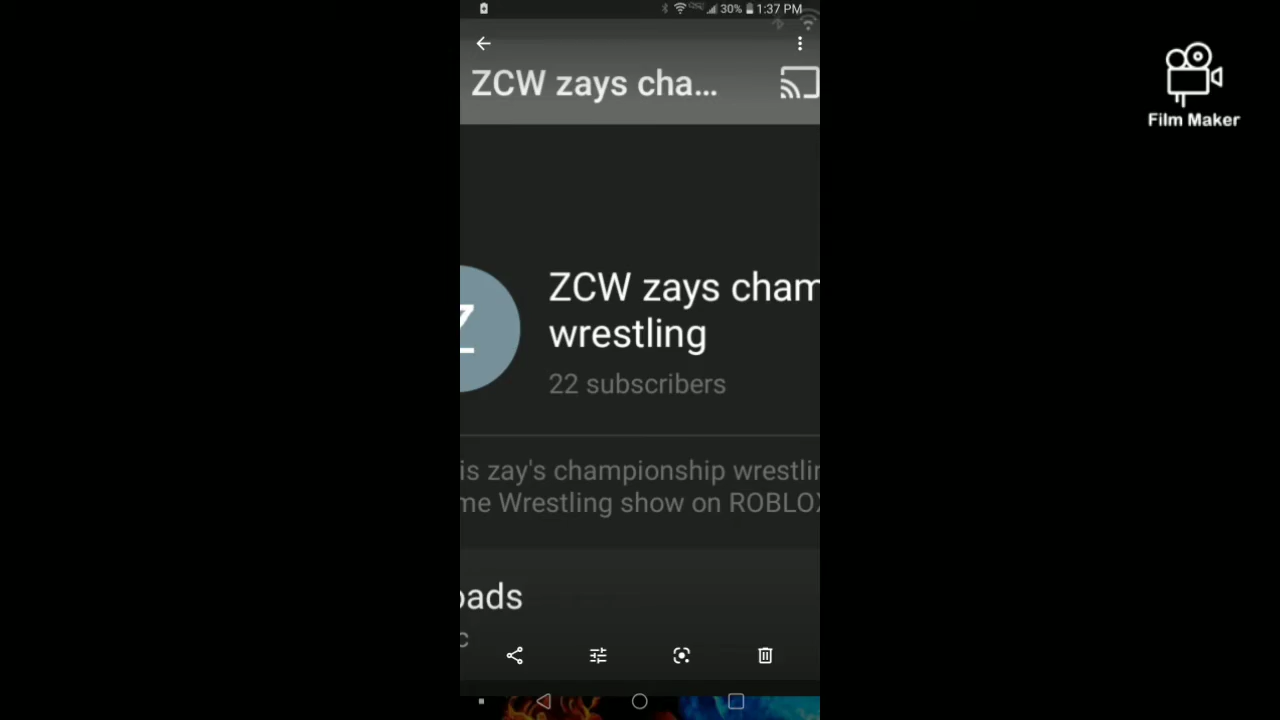 30% 1:37 PM
ZCW zays cha...
Film Maker
Z
ZCW zays cham
wrestling
22 subscribers
is zay's championship wrestlin
me Wrestling show on ROBLOX
oads
c